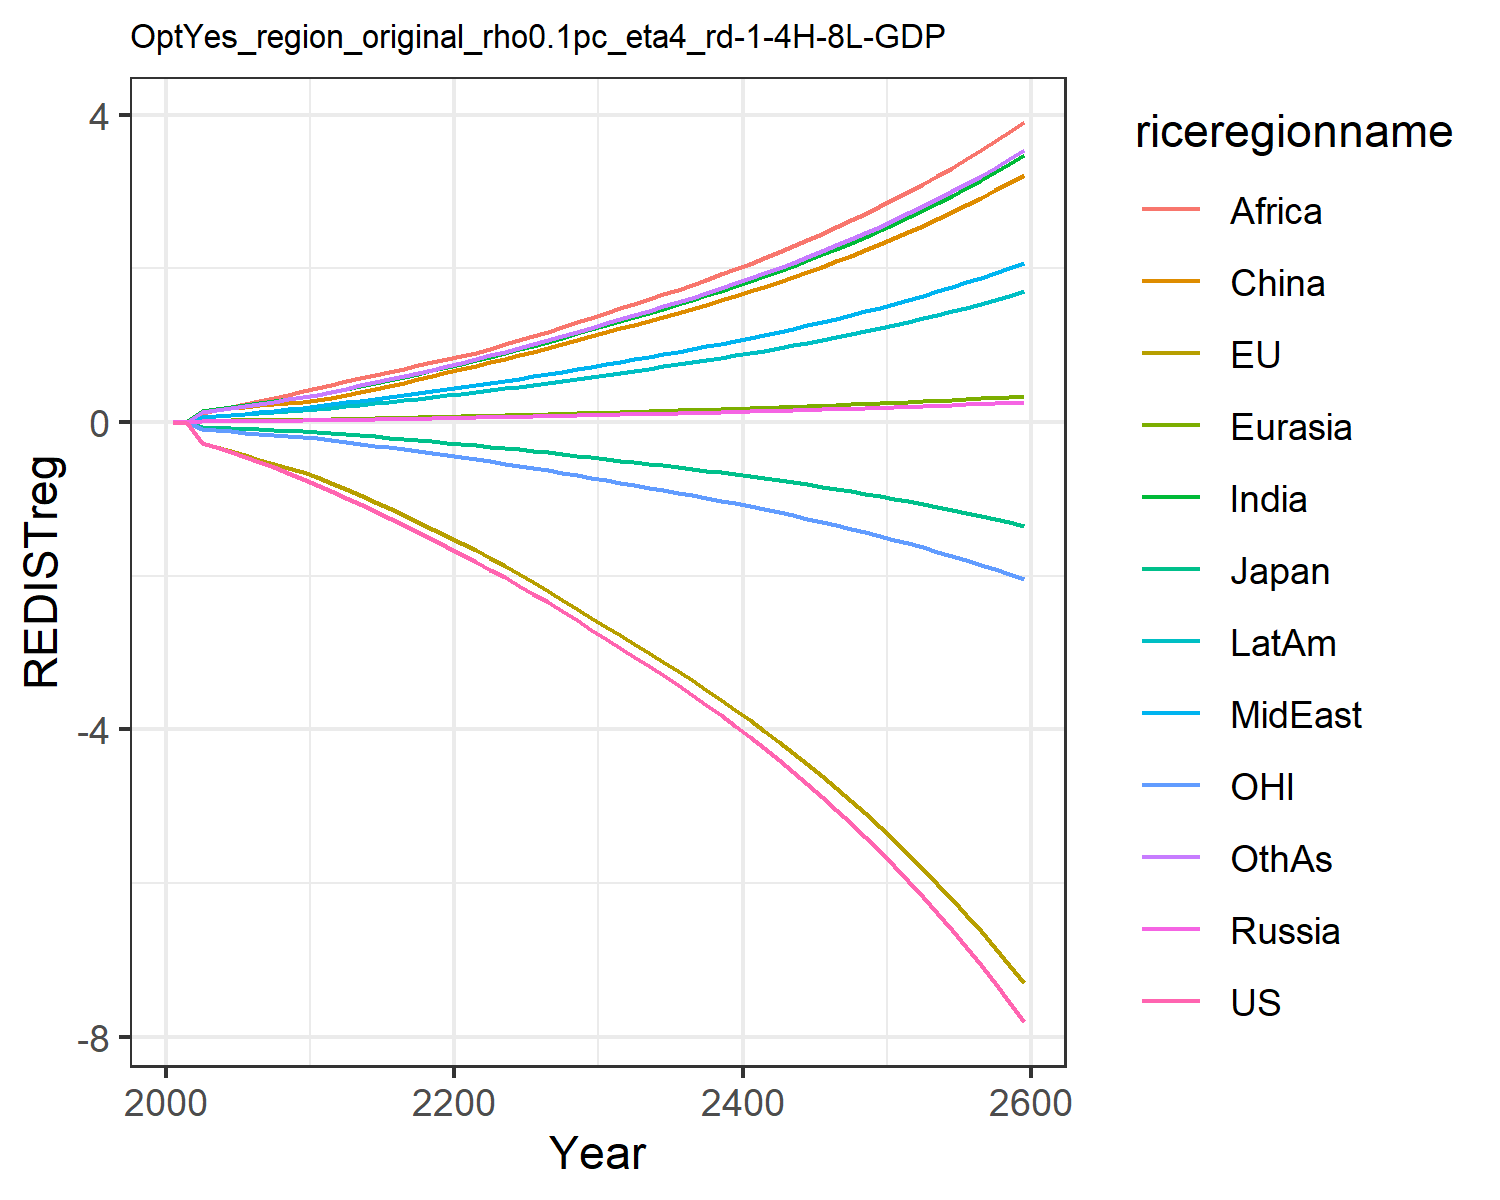 OptYes_region_original_rho0.1pc_eta4_rd-1-4H-8L-GDP
4
0
-4
-8
REDISTreg
2000
2200
2400
2600
Year
riceregionname
Africa
China
EU
Eurasia
India
Japan
LatAm
MidEast
OHI
OthAs
Russia
US